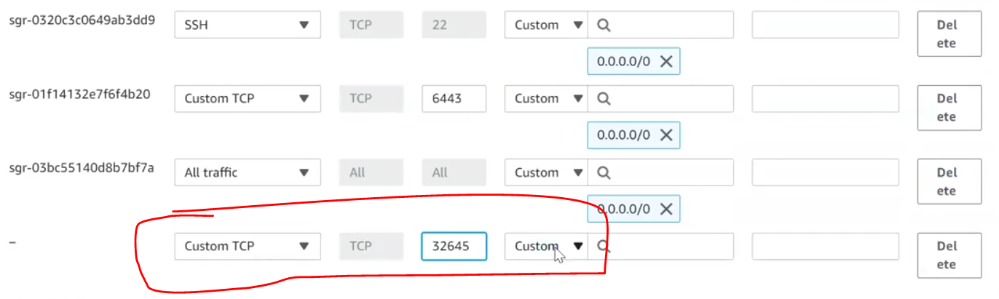 sgr-0320c3c0649ab3dd9 SSH TCP 22 Custom Del
ete
0.0.0.0/0
sgr-01f14132e7f6f4b20 Custom TCP TCP 6443 Custom Del
ete
0.0.0.0/0
sgr-03bc55140d8b7bf7a All traffic All All Custom Del
ete
0.0.0.0/0
– Custom TCP TCP 32645 Custom Del
ete